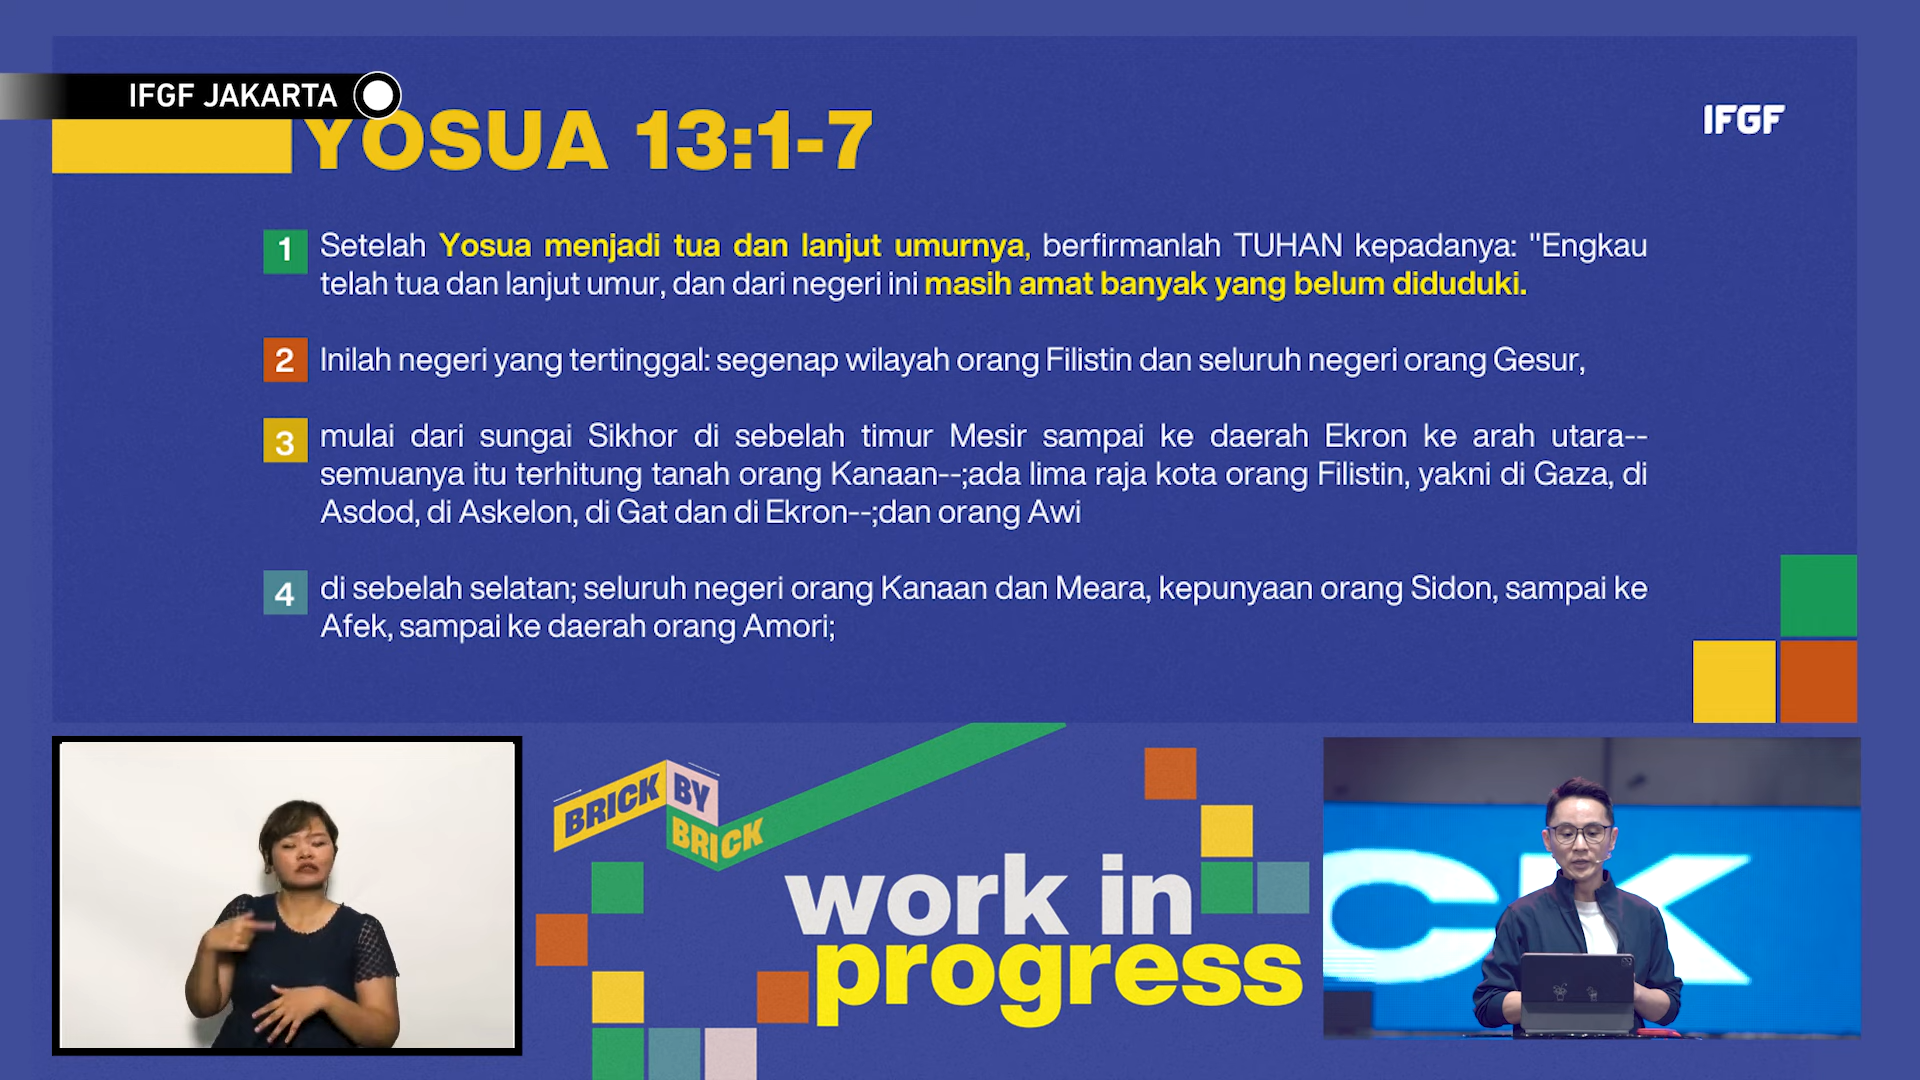 IFGF JAKARTA
IFGF
YOSUA 13:1-7
1 Setelah Yosua menjadi tua dan lanjut umurnya, berfirmanlah TUHAN kepadanya: "Engkau
telah tua dan lanjut umur, dan dari negeri ini masih amat banyak yang belum diduduki.
2 Inilah negeri yang tertinggal: segenap wilayah orang Filistin dan seluruh negeri orang Gesur,
3 mulai dari sungai Sikhor di sebelah timur Mesir sampai ke daerah Ekron ke arah utara--
semuanya itu terhitung tanah orang Kanaan--;ada lima raja kota orang Filistin, yakni di Gaza, di
Asdod, di Askelon, di Gat dan di Ekron--;dan orang Awi
4 di sebelah selatan; seluruh negeri orang Kanaan dan Meara, kepunyaan orang Sidon, sampai ke
Afek, sampai ke daerah orang Amori;
BRICK BY
BRICK
work in
progress
CK